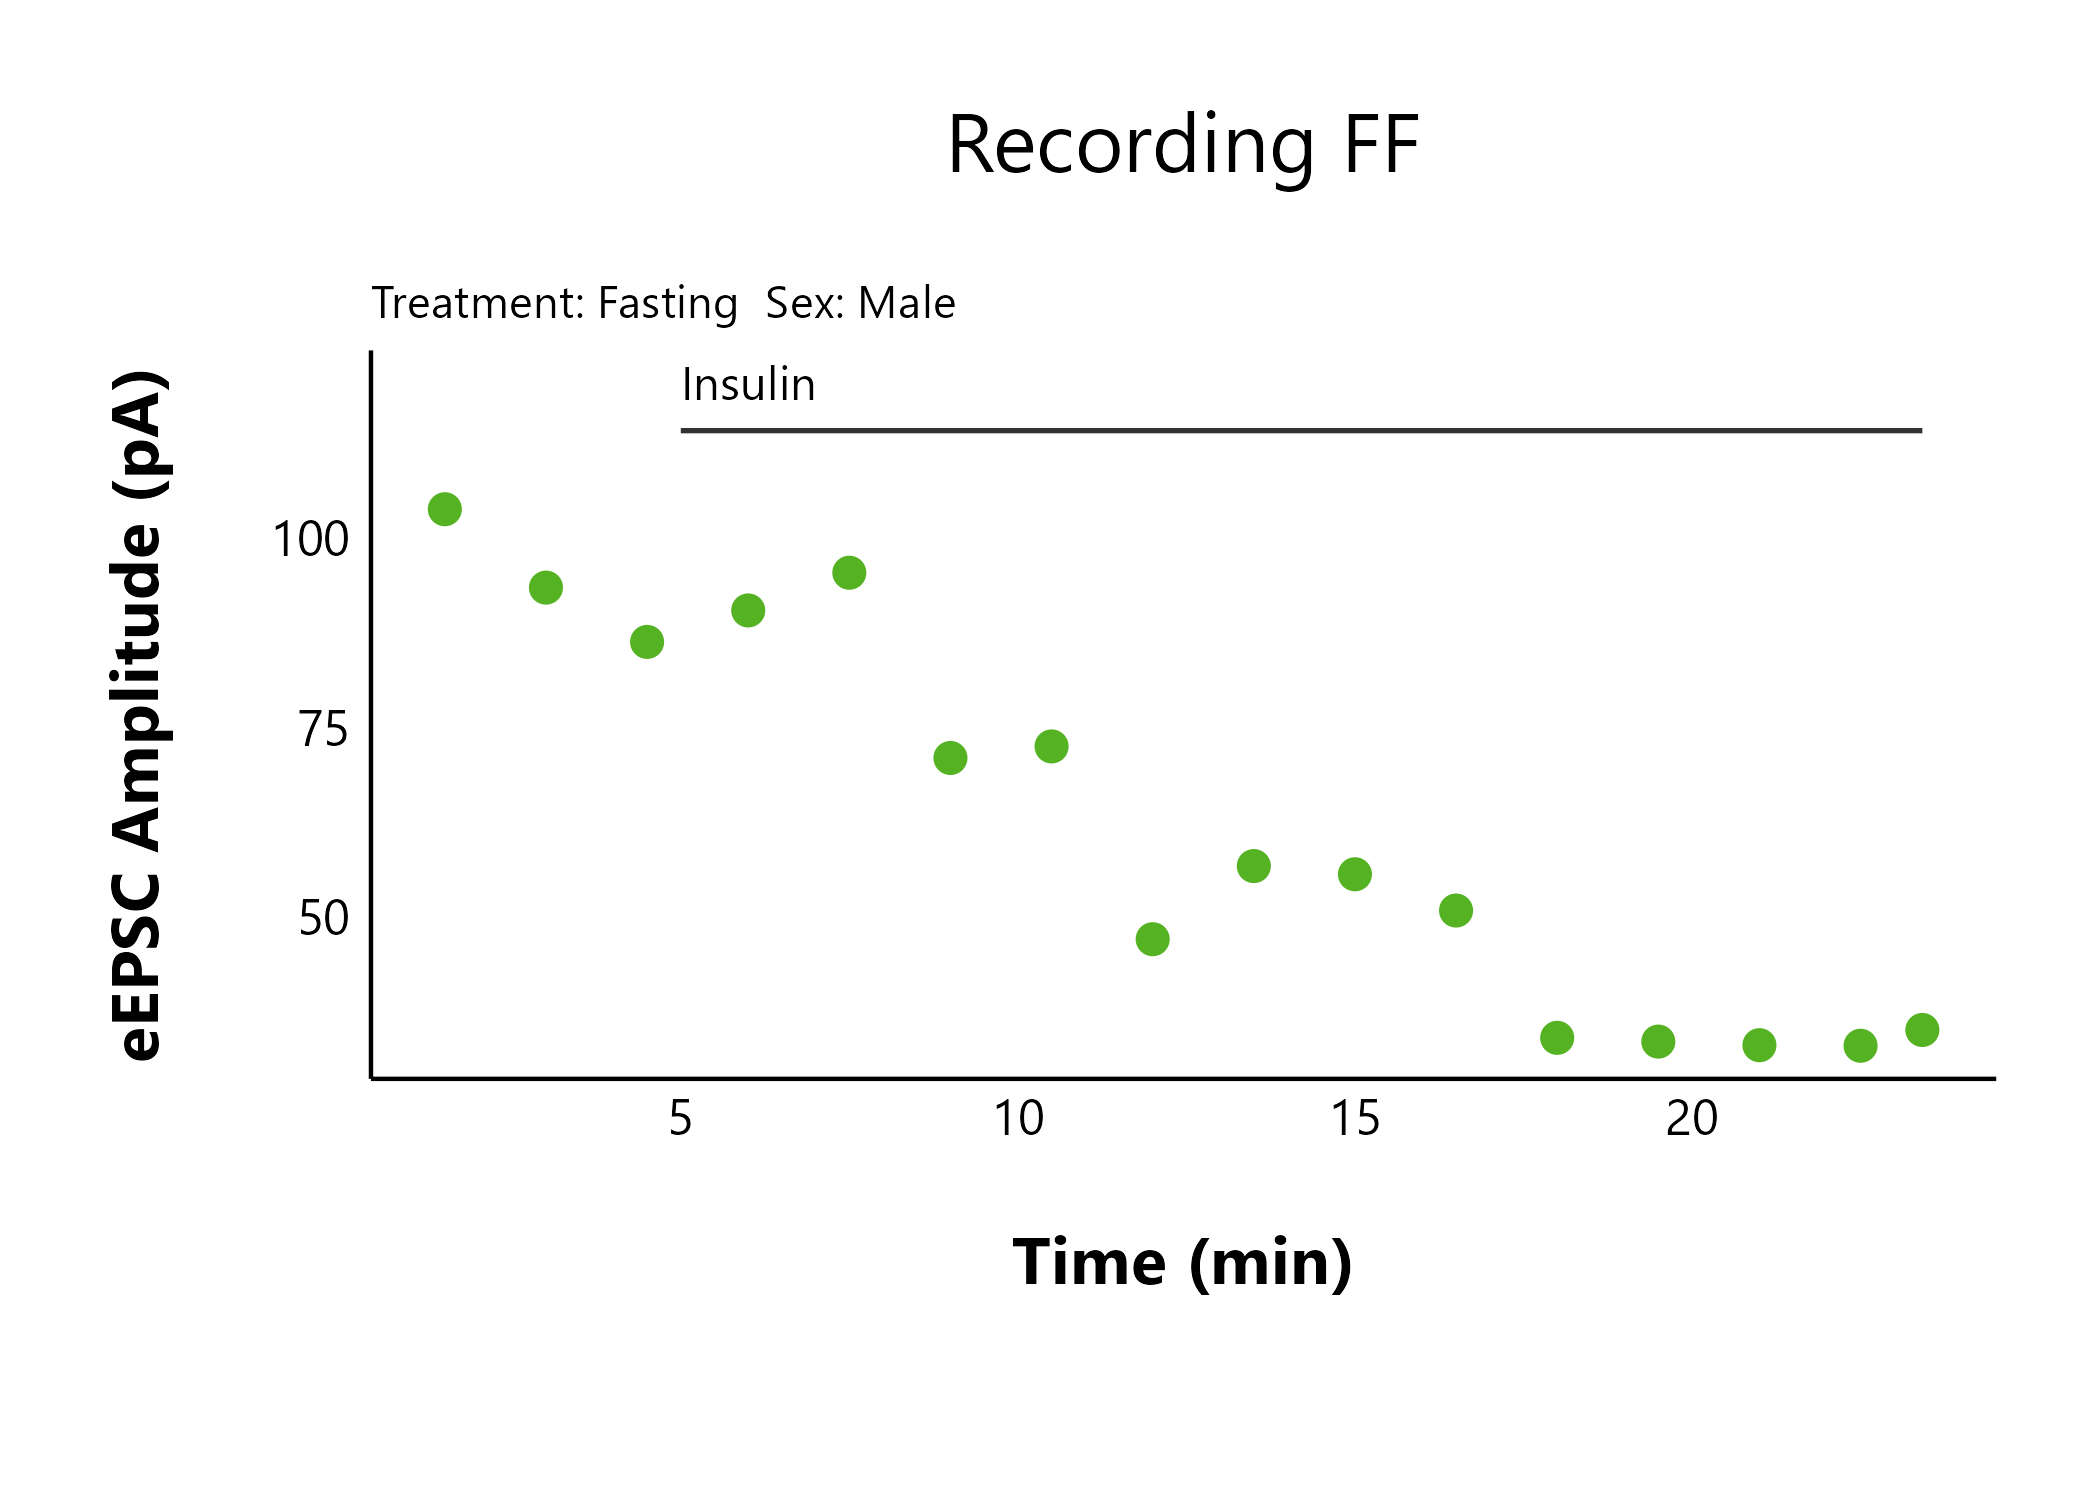 Recording FF
Treatment: Fasting  Sex: Male
Insulin
eEPSC Amplitude (pA)
100
75
50
5 10 15 20
Time (min)